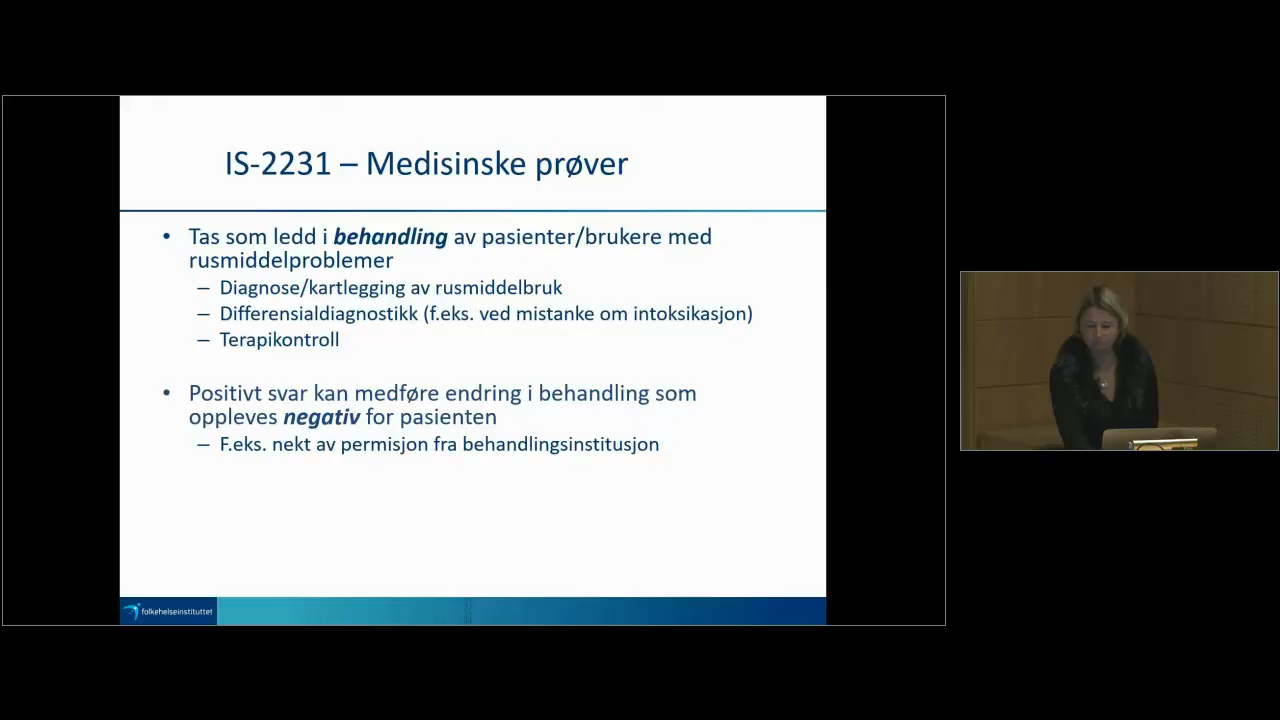 IS-2231 – Medisinske prøver
• Tas som ledd i behandling av pasienter/brukere med
rusmiddelproblemer
– Diagnose/kartlegging av rusmiddelbruk
– Differensialdiagnostikk (f.eks. ved mistanke om intoksikasjon)
– Terapikontroll
• Positivt svar kan medføre endring i behandling som
oppleves negativ for pasienten
– F.eks. nekt av permisjon fra behandlingsinstitusjon
folkehelseinstituttet